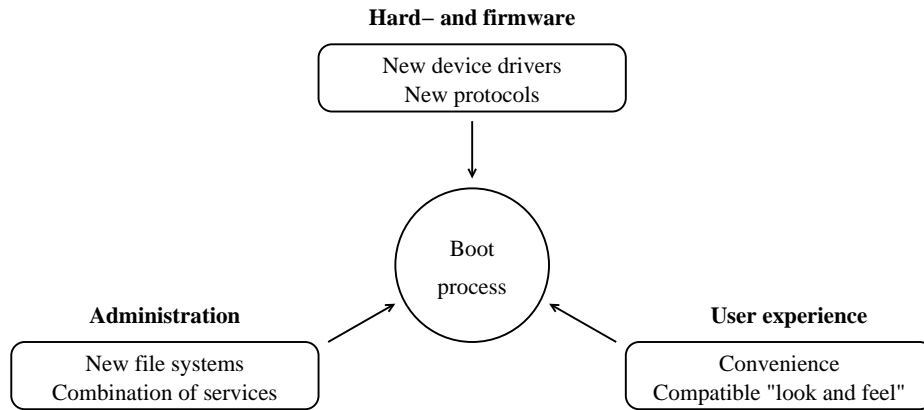 Hard– and firmware
New device drivers
New protocols
Boot
process
Administration
New file systems
Combination of services
User experience
Convenience
Compatible "look and feel"